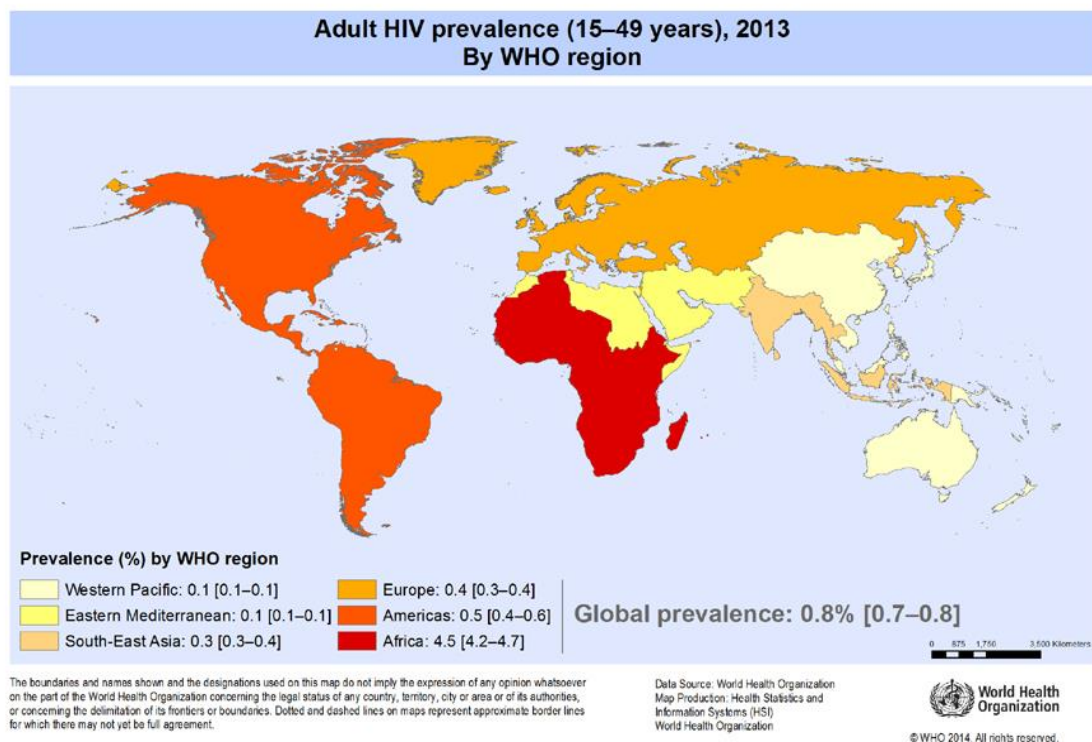 Adult HIV prevalence (15–49 years), 2013
By WHO region
Prevalence (%) by WHO region
Western Pacific: 0.1 [0.1–0.1]
Eastern Mediterranean: 0.1 [0.1–0.1]
South-East Asia: 0.3 [0.3–0.4]
Europe: 0.4 [0.3–0.4]
Americas: 0.5 [0.4–0.6]
Africa: 4.5 [4.2–4.7]
Global prevalence: 0.8% [0.7–0.8]
0 875 1,750 3,500 Kilometers
The boundaries and names shown and the designations used on this map do not imply the expression of any opinion whatsoever
on the part of the World Health Organization concerning the legal status of any country, territory, city or area or of its authorities,
or concerning the delimitation of its frontiers or boundaries. Dotted and dashed lines on maps represent approximate border lines
for which there may not yet be full agreement.
Data Source: World Health Organization
Map Production: Health Statistics and
Information Systems (HSI)
World Health Organization
World Health
Organization
© WHO 2014. All rights reserved.